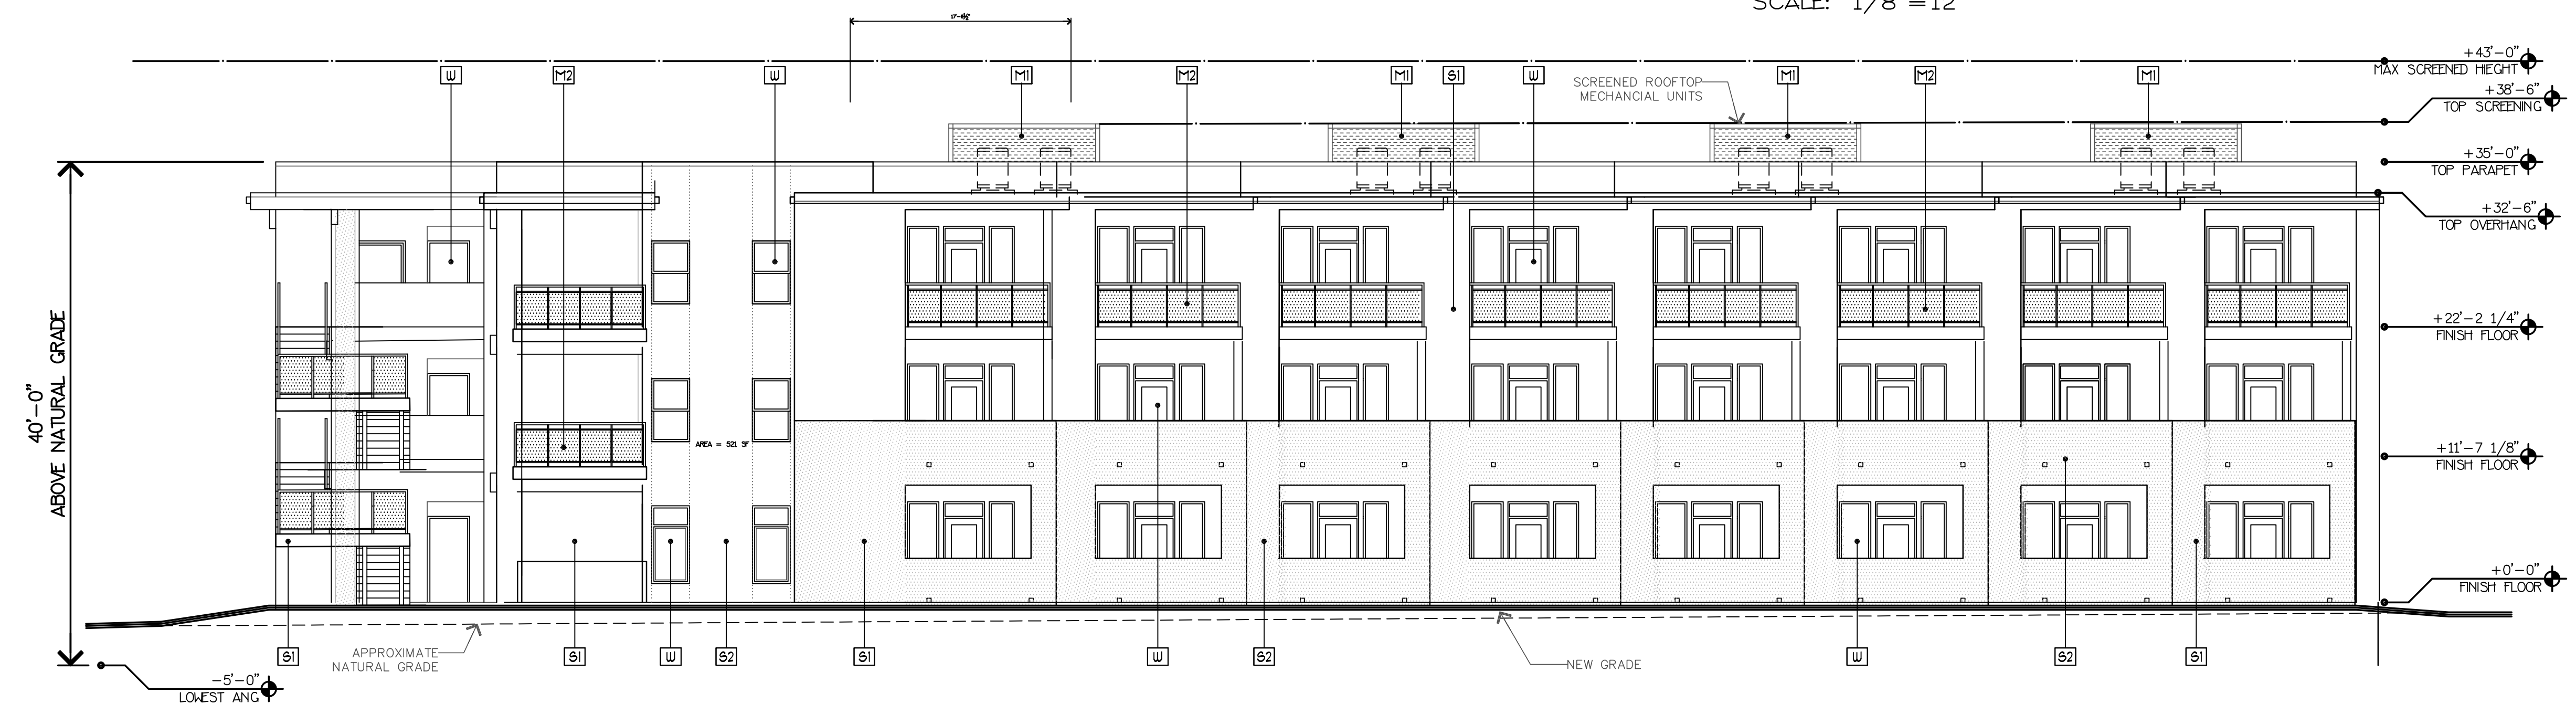 SCALE: 1/8"=12"
W
M2
W
M1
M2
M1
S1
W
M1
M2
M1
SCREENED ROOFTOP
MECHANCIAL UNITS
+43'-0"
MAX SCREENED HIEGHT
+38'-6"
TOP SCREENING
+35'-0"
TOP PARAPET
+32'-6"
TOP OVERHANG
+22'-2 1/4"
FINISH FLOOR
+11'-7 1/8"
FINISH FLOOR
+0'-0"
FINISH FLOOR
40'-0"
ABOVE NATURAL GRADE
AREA = 521 SF
S1
APPROXIMATE
NATURAL GRADE
S1
W
S2
S1
W
S2
NEW GRADE
W
S2
S1
-5'-0"
LOWEST ANG